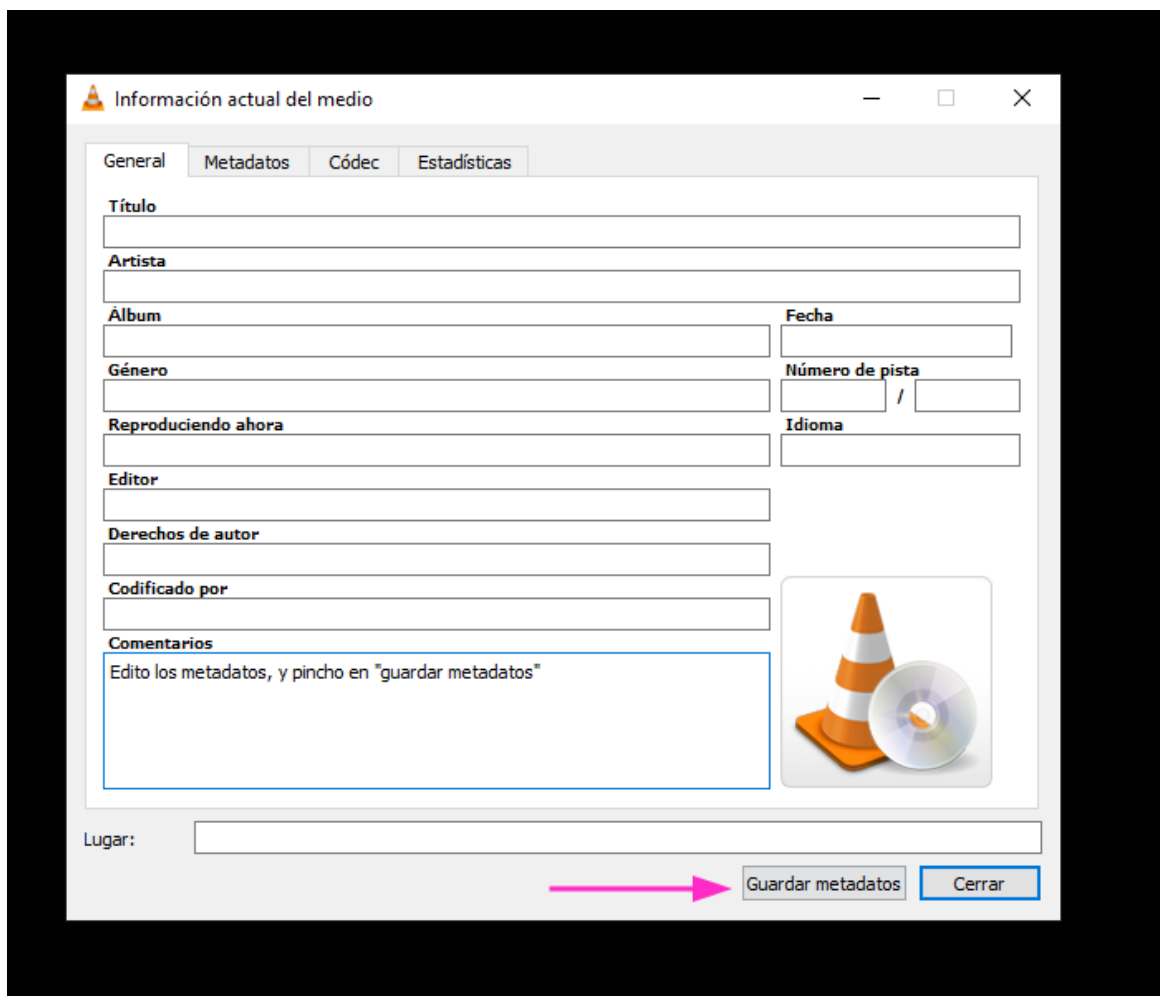 Información actual del medio
General Metadatos Códec Estadísticas
Título
Artista
Álbum Fecha
Género Número de pista
/
Reproduciendo ahora Idioma
Editor
Derechos de autor
Codificado por
Comentarios
Edito los metadatos, y pincho en "guardar metadatos"
Lugar:
Guardar metadatos Cerrar